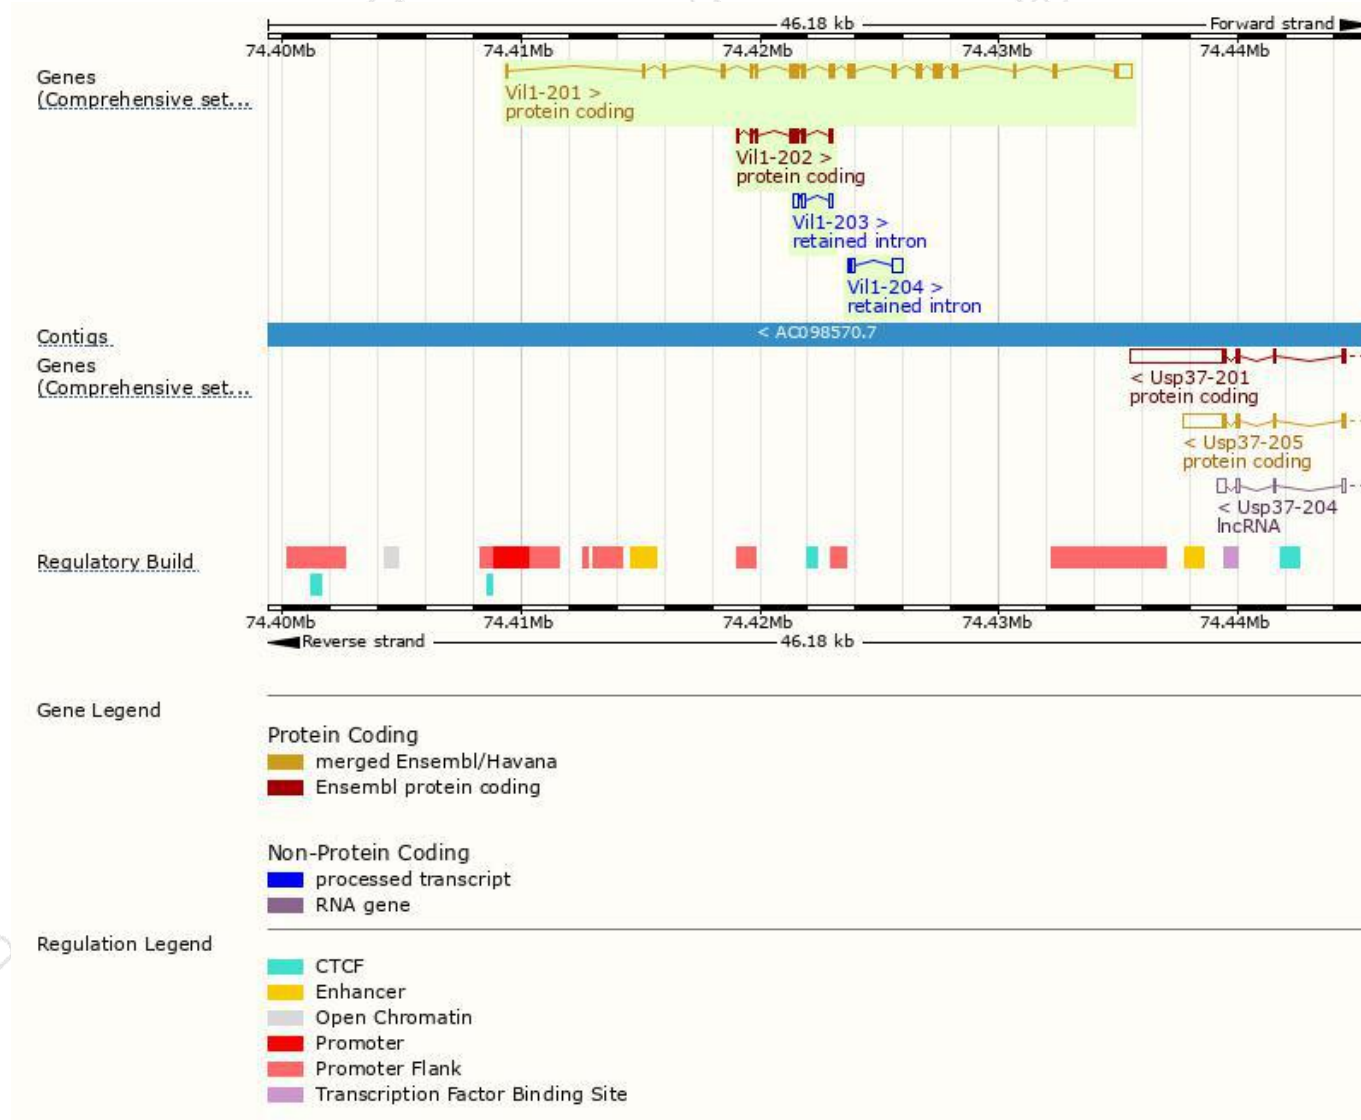 46.18 kb Forward strand
74.40Mb 74.41Mb 74.42Mb 74.43Mb 74.44Mb
Genes
(Comprehensive set...
Vil1-201 >
protein coding
Vil1-202 >
protein coding
Vil1-203 >
retained intron
Vil1-204 >
retained intron
Contigs
< AC098570.7
Genes
(Comprehensive set...
< Usp37-201
protein coding
< Usp37-205
protein coding
< Usp37-204
lncRNA
Regulatory Build
74.40Mb 74.41Mb 74.42Mb 74.43Mb 74.44Mb
Reverse strand 46.18 kb
Gene Legend
Protein Coding
merged Ensembl/Havana
Ensembl protein coding
Non-Protein Coding
processed transcript
RNA gene
Regulation Legend
CTCF
Enhancer
Open Chromatin
Promoter
Promoter Flank
Transcription Factor Binding Site